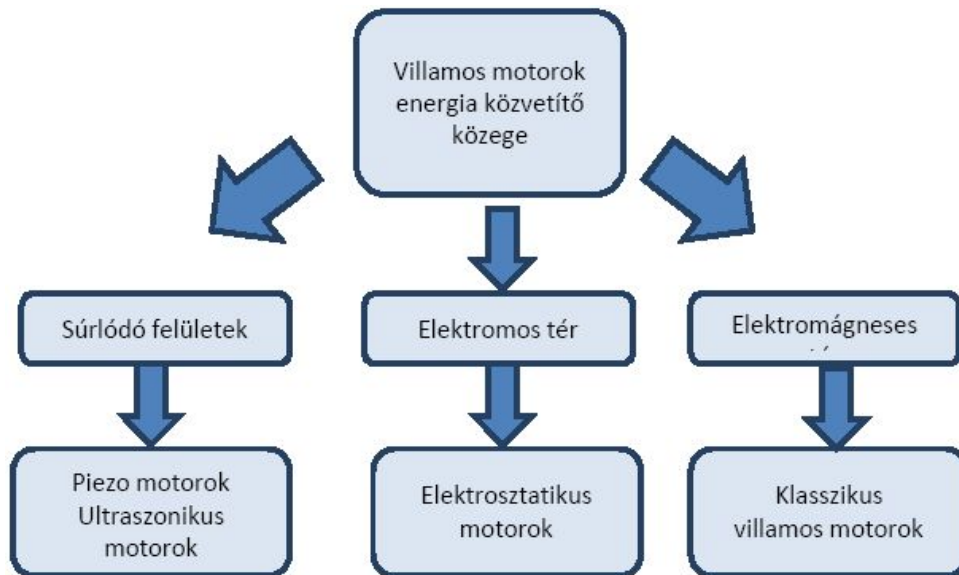 Villamos motorok
energia közvetítő
közege
Súrlódó felületek
Elektromos tér
Elektromágneses
Piezo motorok
Ultraszonikus
motorok
Elektrosztatikus
motorok
Klasszikus
villamos motorok